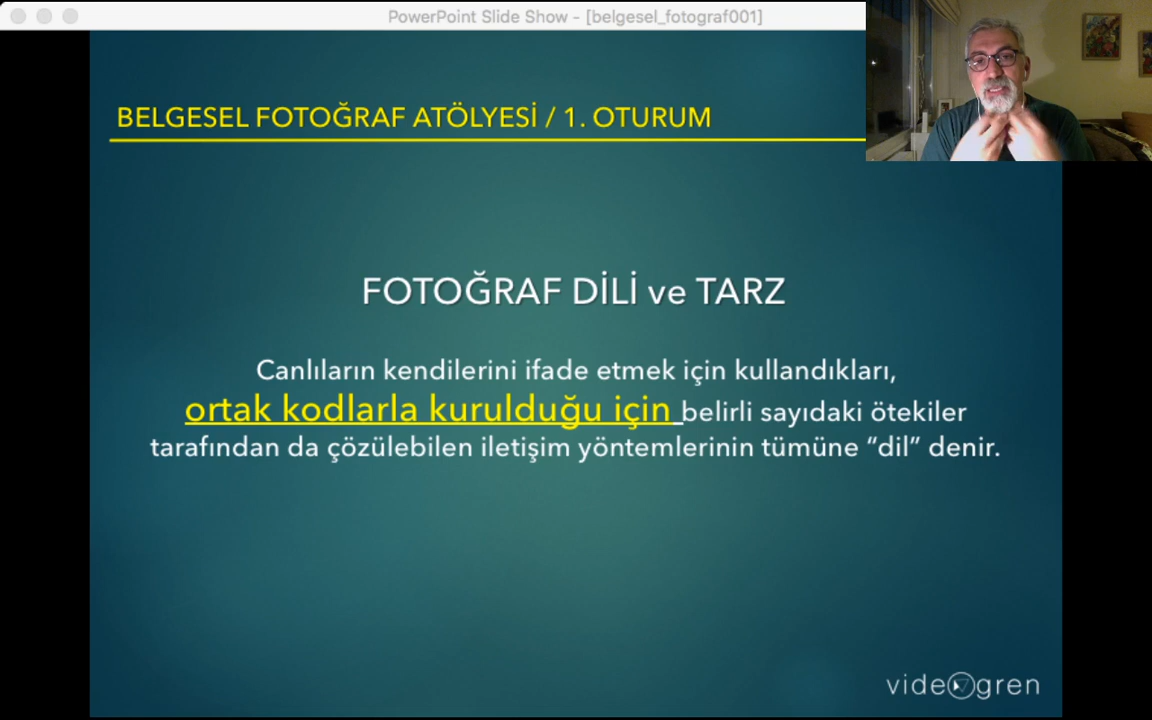 PowerPoint Slide Show - [belgesel_fotograf001]
BELGESEL FOTOĞRAF ATÖLYESİ / 1. OTURUM
FOTOĞRAF DİLİ ve TARZ
Canlıların kendilerini ifade etmek için kullandıkları,
ortak kodlarla kurulduğu için belirli sayıdaki ötekiler
tarafından da çözülebilen iletişim yöntemlerinin tümüne “dil” denir.
videogren